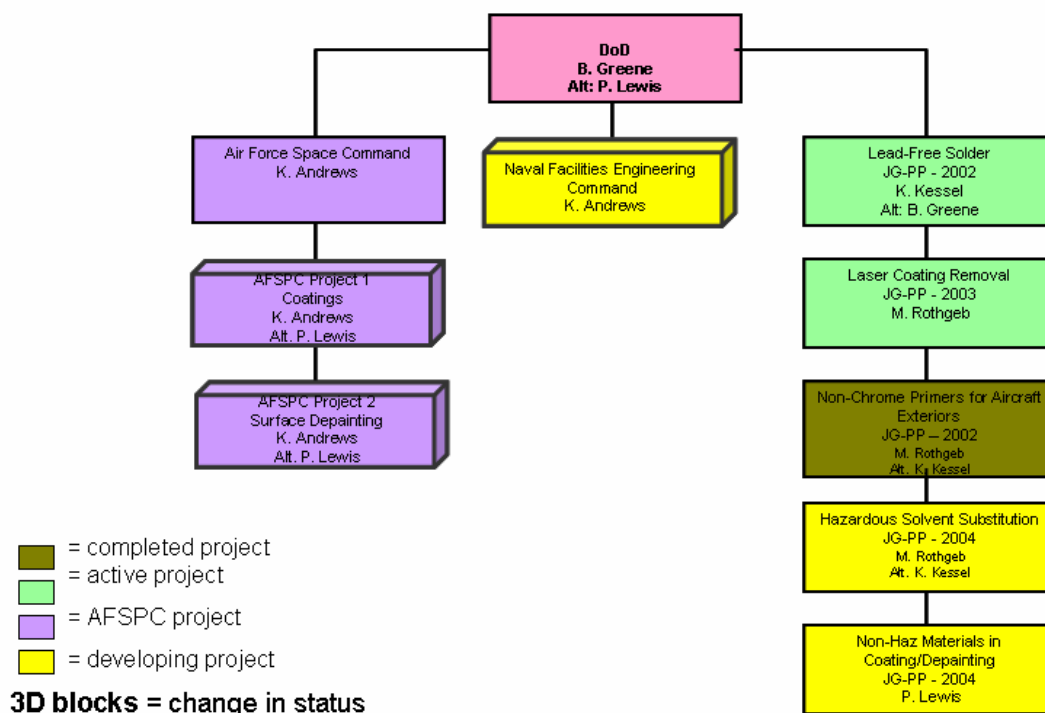 DoD
B. Greene
Alt: P. Lewis
Air Force Space Command
K. Andrews
Naval Facilities Engineering
Command
K. Andrews
Lead-Free Solder
JG-PP - 2002
K. Kessel
Alt: B. Greene
AFSPC Project 1
Coatings
K. Andrews
Alt. P. Lewis
Laser Coating Removal
JG-PP - 2003
M. Rothgeb
AFSPC Project 2
Surface Depainting
K. Andrews
Alt. P. Lewis
Non-Chrome Primers for Aircraft
Exteriors
JG-PP – 2002
M. Rothgeb
Alt. K. Kessel
Hazardous Solvent Substitution
JG-PP - 2004
M. Rothgeb
Alt. K. Kessel
Non-Haz Materials in
Coating/Depainting
JG-PP - 2004
P. Lewis
= completed project
= active project
= AFSPC project
= developing project
3D blocks = change in status